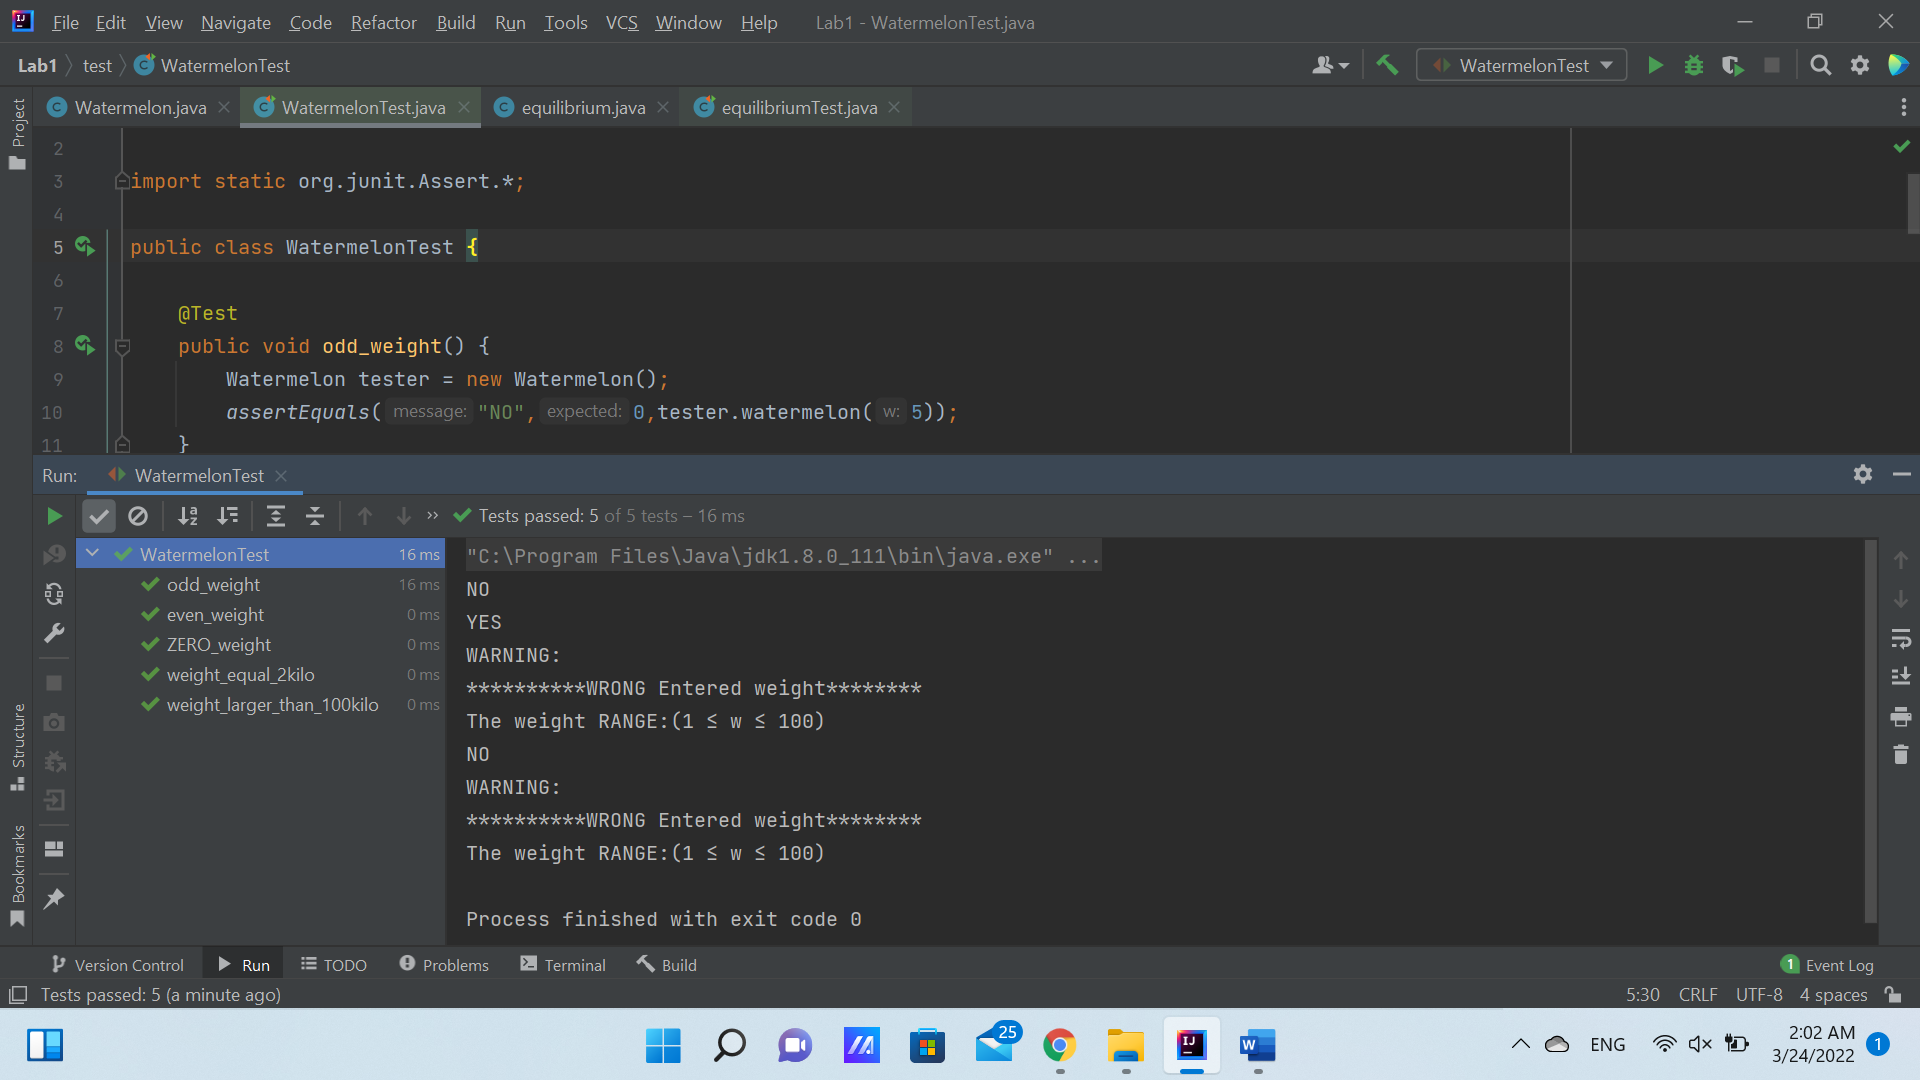 File Edit View Navigate Code Refactor Build Run Tools VCS Window Help Lab1 - WatermelonTest.java
Lab1 test WatermelonTest WatermelonTest
Watermelon.java WatermelonTest.java equilibrium.java equilibriumTest.java
Project
2
3 import static org.junit.Assert.*;
4
5 public class WatermelonTest {
6
7 @Test
8 public void odd_weight() {
9 Watermelon tester = new Watermelon();
10 assertEquals( message: "NO", expected: 0,tester.watermelon( w: 5));
11 }
Run: WatermelonTest
Tests passed: 5 of 5 tests – 16 ms
WatermelonTest 16 ms
odd_weight 16 ms
even_weight 0 ms
ZERO_weight 0 ms
weight_equal_2kilo 0 ms
weight_larger_than_100kilo 0 ms
"C:\Program Files\Java\jdk1.8.0_111\bin\java.exe" ...
NO
YES
WARNING:
**********WRONG Entered weight********
The weight RANGE:(1 ≤ w ≤ 100)
NO
WARNING:
**********WRONG Entered weight********
The weight RANGE:(1 ≤ w ≤ 100)
Process finished with exit code 0
Structure
Bookmarks
Version Control Run TODO Problems Terminal Build 1 Event Log
Tests passed: 5 (a minute ago) 5:30 CRLF UTF-8 4 spaces
25
ENG
2:02 AM
3/24/2022
1